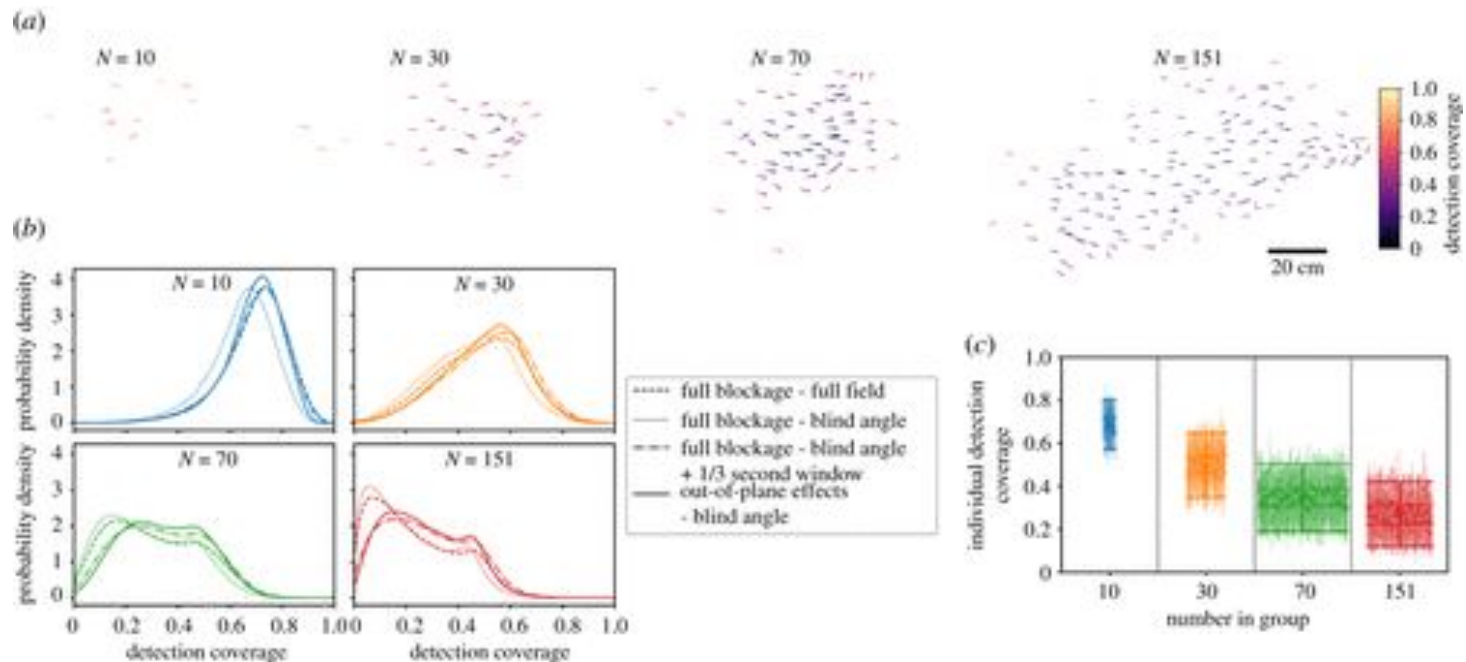 (a)
N = 10
N = 30
N = 70
N = 151
1.0
0.8
0.6
0.4
0.2
0
detection coverage
20 cm
(b)
4
3
2
1
0
probability density
N = 10
N = 30
4
3
2
1
0
probability density
N = 70
N = 151
0 0.2 0.4 0.6 0.8 1.0
detection coverage
0 0.2 0.4 0.6 0.8 1.0
detection coverage
full blockage - full field
full blockage - blind angle
full blockage - blind angle
+ 1/3 second window
out-of-plane effects
- blind angle
(c)
1.0
0.8
0.6
0.4
0.2
0
individual detection
coverage
10 30 70 151
number in group